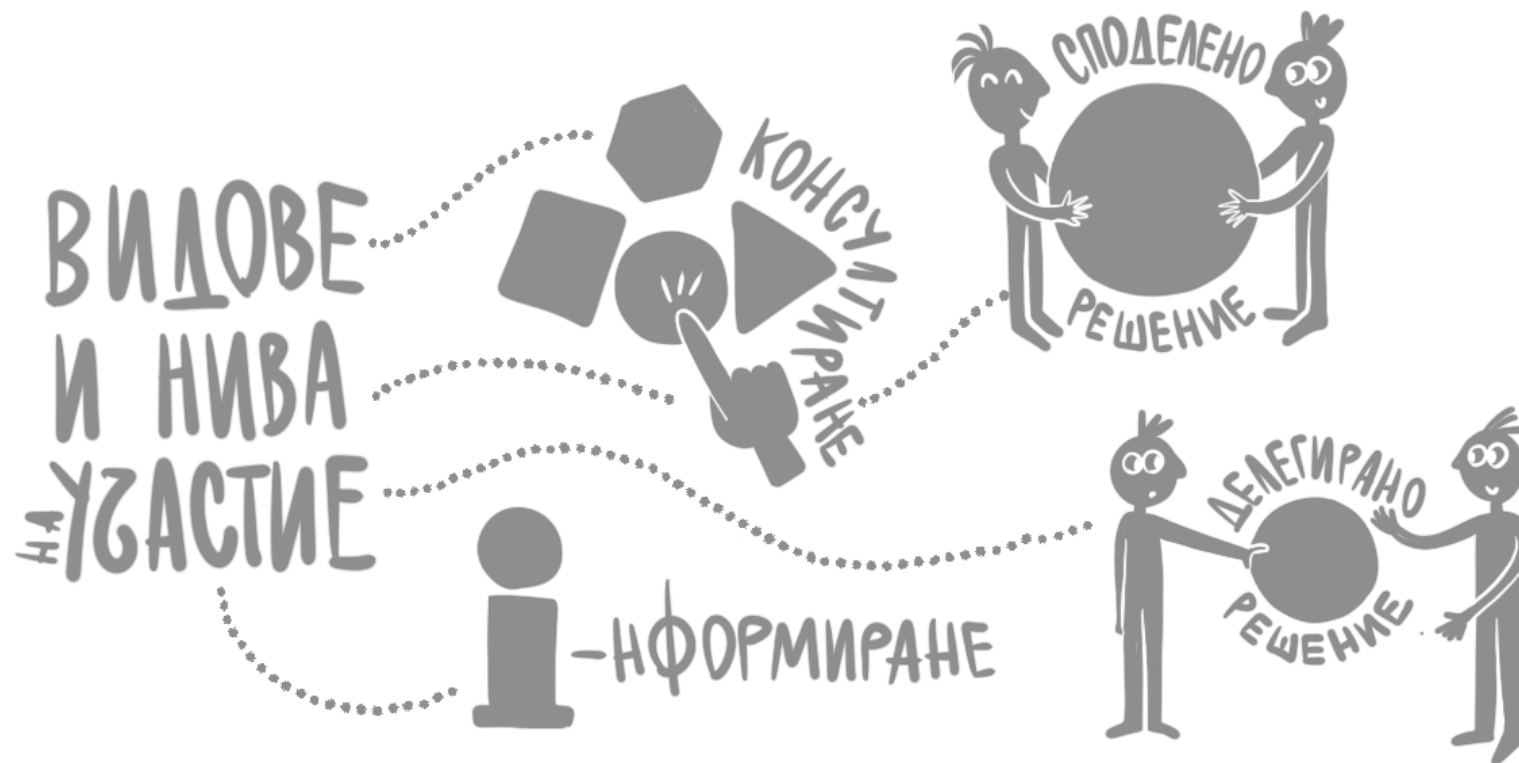 ВИДОВЕ
И НИВА
НА УЧАСТИЕ
КОНСУЛТИРАНЕ
СПОДЕЛЕНО
РЕШЕНИЕ
ДЕЛЕГИРАНО
РЕШЕНИЕ
i-НФОРМИРАНЕ